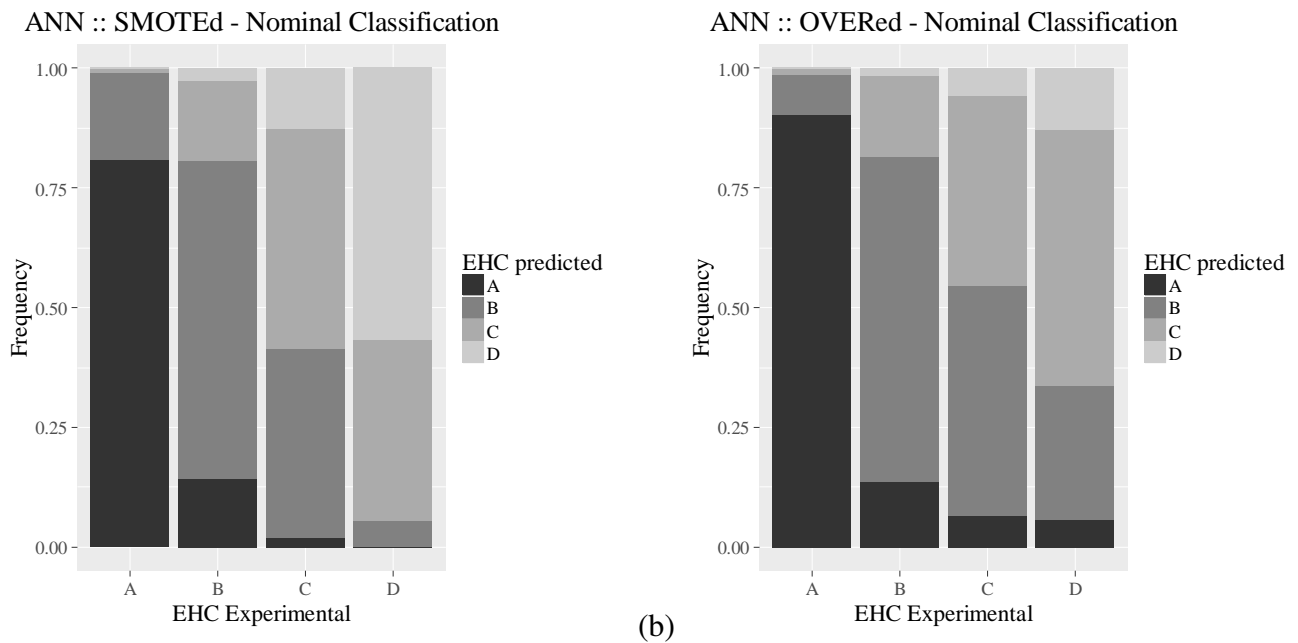 ANN :: SMOTEd - Nominal Classification
1.00
0.75
0.50
0.25
0.00
Frequency
A B C D
EHC Experimental
EHC predicted
A
B
C
D
(b)
ANN :: OVERed - Nominal Classification
1.00
0.75
0.50
0.25
0.00
Frequency
A B C D
EHC Experimental
EHC predicted
A
B
C
D